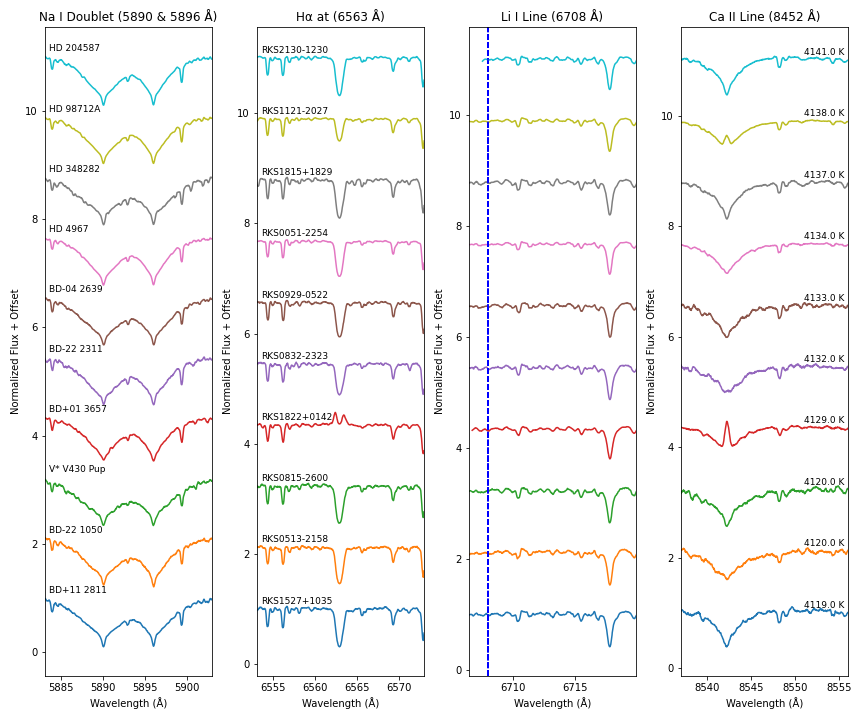 Na I Doublet (5890 & 5896 Å)
Normalized Flux + Offset
10
8
6
4
2
0
HD 204587
HD 98712A
HD 348282
HD 4967
BD-04 2639
BD-22 2311
BD+01 3657
V* V430 Pup
BD-22 1050
BD+11 2811
5885 5890 5895 5900
Wavelength (Å)
Hα at (6563 Å)
Normalized Flux + Offset
10
8
6
4
2
0
RKS2130-1230
RKS1121-2027
RKS1815+1829
RKS0051-2254
RKS0929-0522
RKS0832-2323
RKS1822+0142
RKS0815-2600
RKS0513-2158
RKS1527+1035
6555 6560 6565 6570
Wavelength (Å)
Li I Line (6708 Å)
Normalized Flux + Offset
10
8
6
4
2
0
6710 6715
Wavelength (Å)
Ca II Line (8452 Å)
Normalized Flux + Offset
10
8
6
4
2
0
4141.0 K
4138.0 K
4137.0 K
4134.0 K
4133.0 K
4132.0 K
4129.0 K
4120.0 K
4120.0 K
4119.0 K
8540 8545 8550 8555
Wavelength (Å)